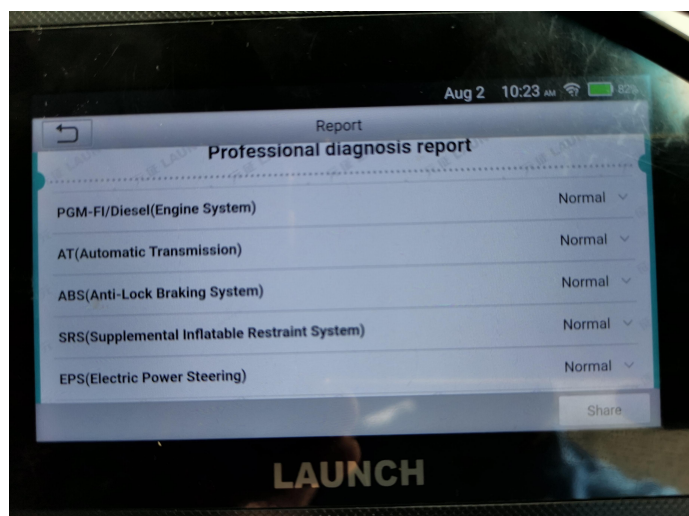 Aug 2 10:23 AM 82%
Report
Professional diagnosis report
PGM-FI/Diesel(Engine System) Normal
AT(Automatic Transmission) Normal
ABS(Anti-Lock Braking System) Normal
SRS(Supplemental Inflatable Restraint System) Normal
EPS(Electric Power Steering) Normal
Share
LAUNCH